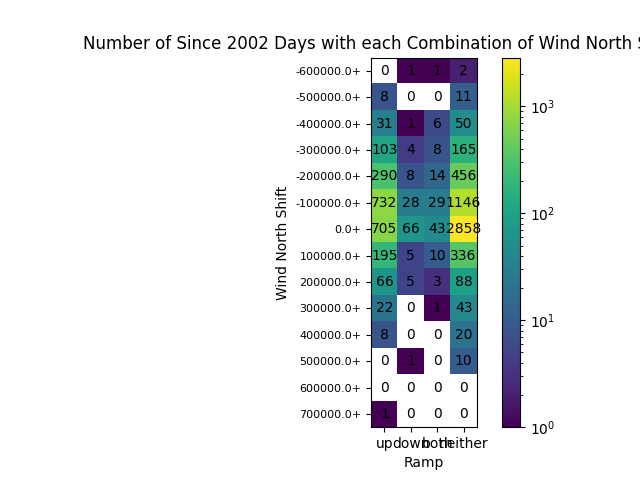 Number of Since 2002 Days with each Combination of Wind North
-600000.0+ 0 1 1 2
-500000.0+ 8 0 0 11
-400000.0+ 31 1 6 50
-300000.0+ 103 4 8 165
-200000.0+ 290 8 14 456
-100000.0+ 732 28 29 1146
0.0+ 705 66 43 2858
100000.0+ 195 5 10 336
200000.0+ 66 5 3 88
300000.0+ 22 0 1 43
400000.0+ 8 0 0 20
500000.0+ 0 1 0 10
600000.0+ 0 0 0 0
700000.0+ 1 0 0 0
up down both neither
Ramp
Wind North Shift
10³
10²
10¹
10⁰